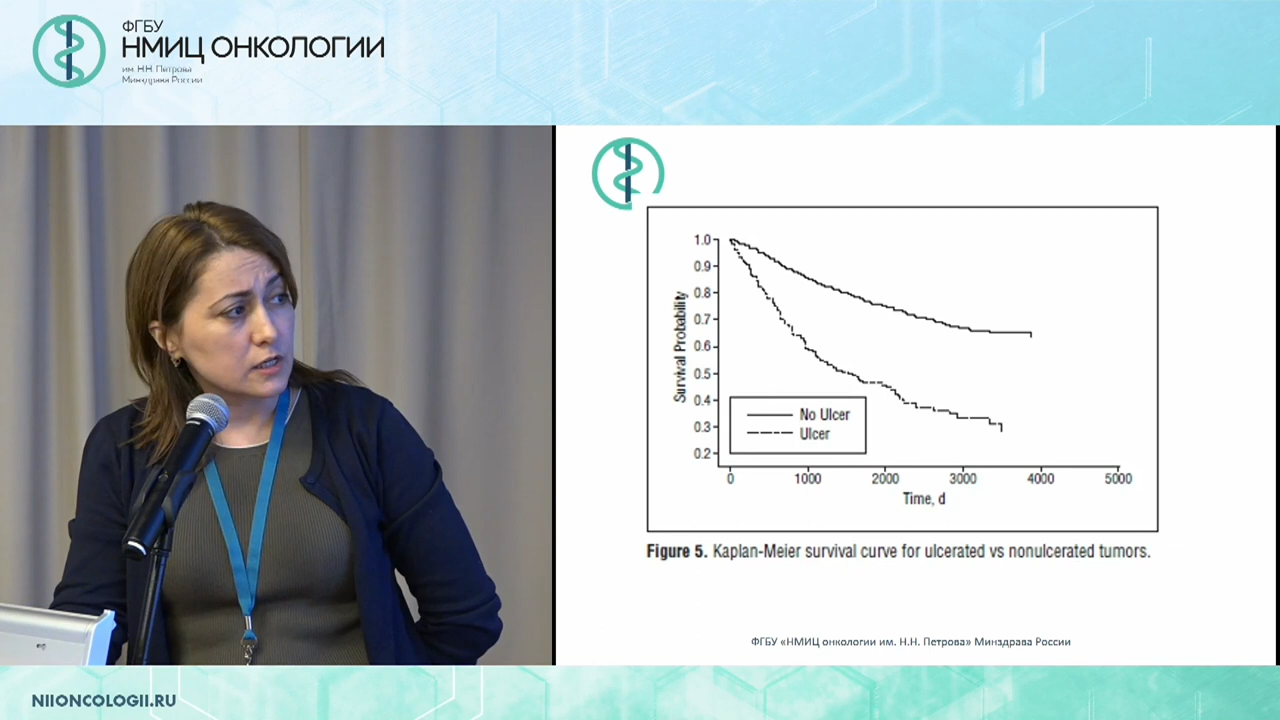 ФГБУ
НМИЦ ОНКОЛОГИИ
им. Н.Н. Петрова
Минздрава России
1.0
0.9
0.8
0.7
0.6
0.5
0.4
0.3
0.2
Survival Probability
No Ulcer
Ulcer
0 1000 2000 3000 4000 5000
Time, d
Figure 5. Kaplan-Meier survival curve for ulcerated vs nonulcerated tumors.
ФГБУ «НМИЦ онкологии им. Н.Н. Петрова» Минздрава России
NIIONCOLOGII.RU